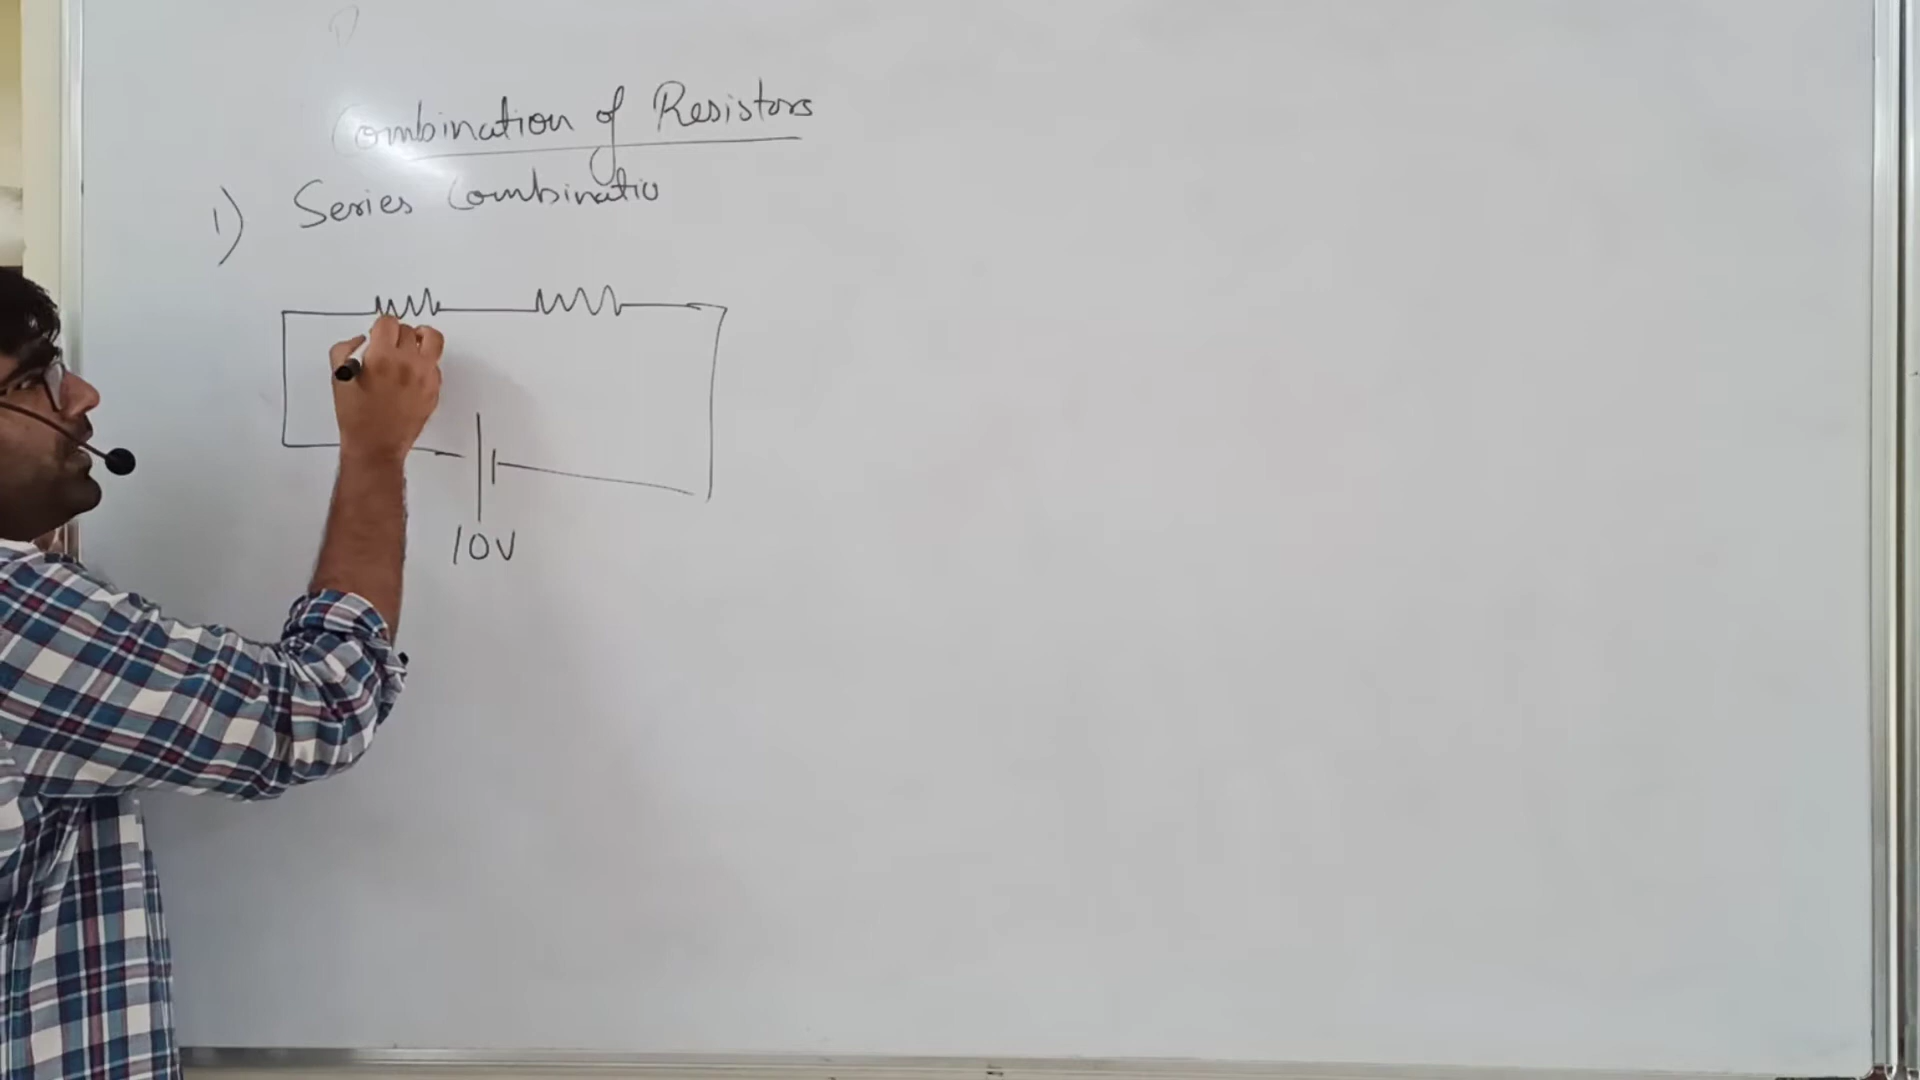 Combination of Resistors
1) Series Combinatio
10V